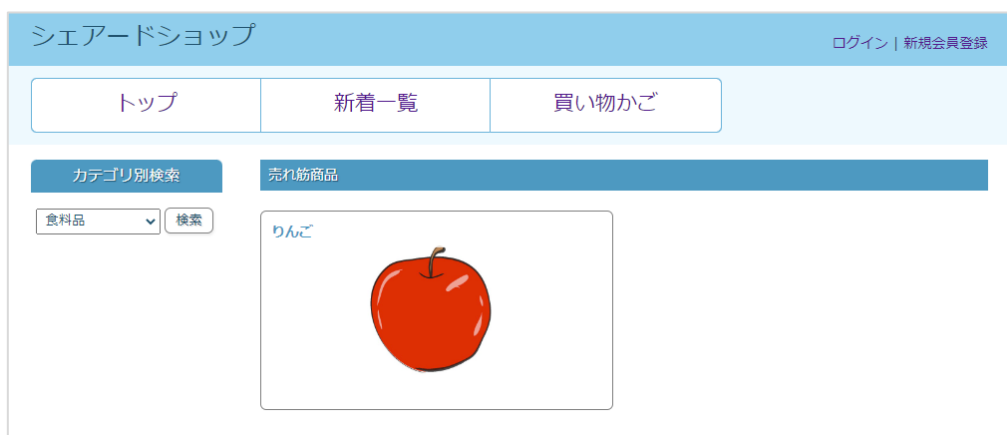 シェアードショップ
ログイン | 新規会員登録
トップ 新着一覧 買い物かご
カテゴリ別検索
食料品 検索
売れ筋商品
りんご